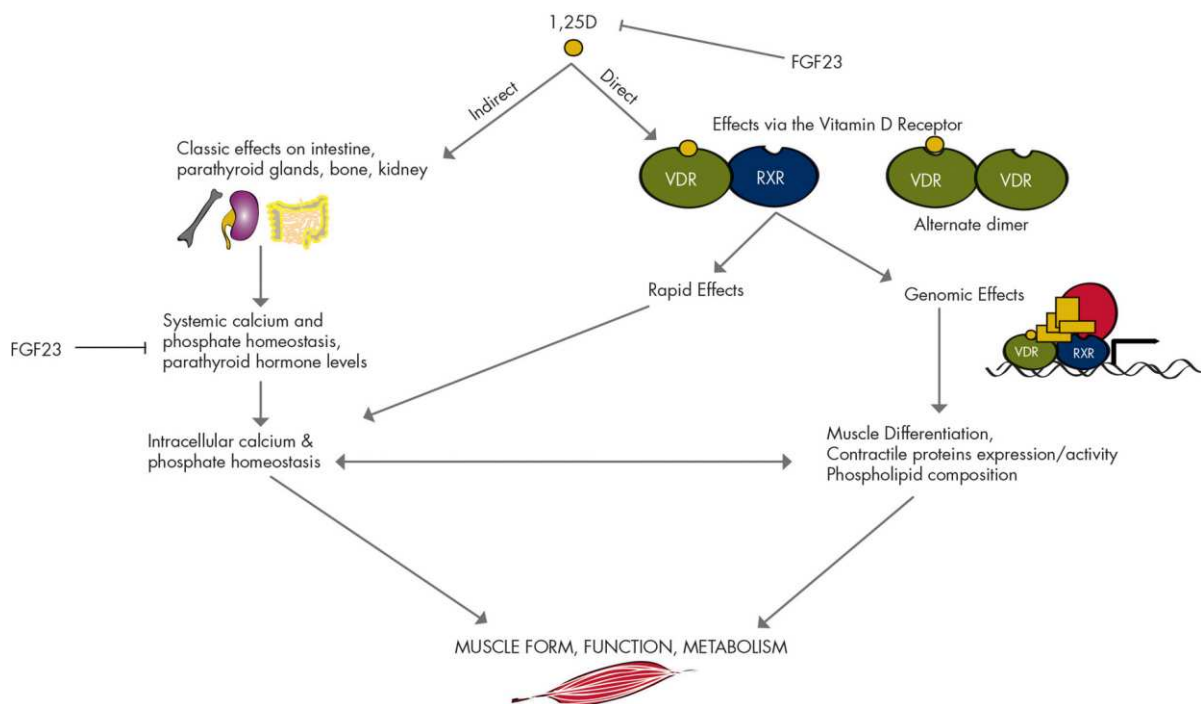 1,25D
FGF23
Indirect
Direct
Effects via the Vitamin D Receptor
Classic effects on intestine,
parathyroid glands, bone, kidney
VDR
RXR
VDR
VDR
Alternate dimer
Rapid Effects
Genomic Effects
VDR
RXR
FGF23
Systemic calcium and
phosphate homeostasis,
parathyroid hormone levels
Intracellular calcium &
phosphate homeostasis
Muscle Differentiation,
Contractile proteins expression/activity
Phospholipid composition
MUSCLE FORM, FUNCTION, METABOLISM